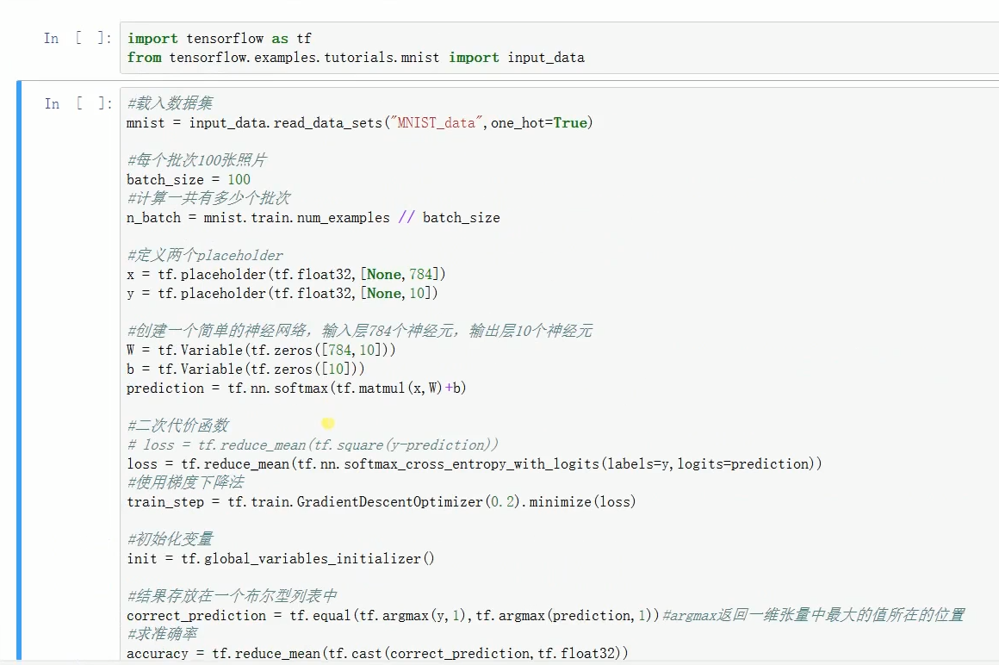 In [ ]: import tensorflow as tf
from tensorflow.examples.tutorials.mnist import input_data
In [ ]: #载入数据集
mnist = input_data.read_data_sets("MNIST_data",one_hot=True)
#每个批次100张照片
batch_size = 100
#计算一共有多少个批次
n_batch = mnist.train.num_examples // batch_size
#定义两个placeholder
x = tf.placeholder(tf.float32,[None,784])
y = tf.placeholder(tf.float32,[None,10])
#创建一个简单的神经网络，输入层784个神经元，输出层10个神经元
W = tf.Variable(tf.zeros([784,10]))
b = tf.Variable(tf.zeros([10]))
prediction = tf.nn.softmax(tf.matmul(x,W)+b)
#二次代价函数
# loss = tf.reduce_mean(tf.square(y-prediction))
loss = tf.reduce_mean(tf.nn.softmax_cross_entropy_with_logits(labels=y,logits=prediction))
#使用梯度下降法
train_step = tf.train.GradientDescentOptimizer(0.2).minimize(loss)
#初始化变量
init = tf.global_variables_initializer()
#结果存放在一个布尔型列表中
correct_prediction = tf.equal(tf.argmax(y,1),tf.argmax(prediction,1))#argmax返回一维张量中最大的值所在的位置
#求准确率
accuracy = tf.reduce_mean(tf.cast(correct_prediction,tf.float32))